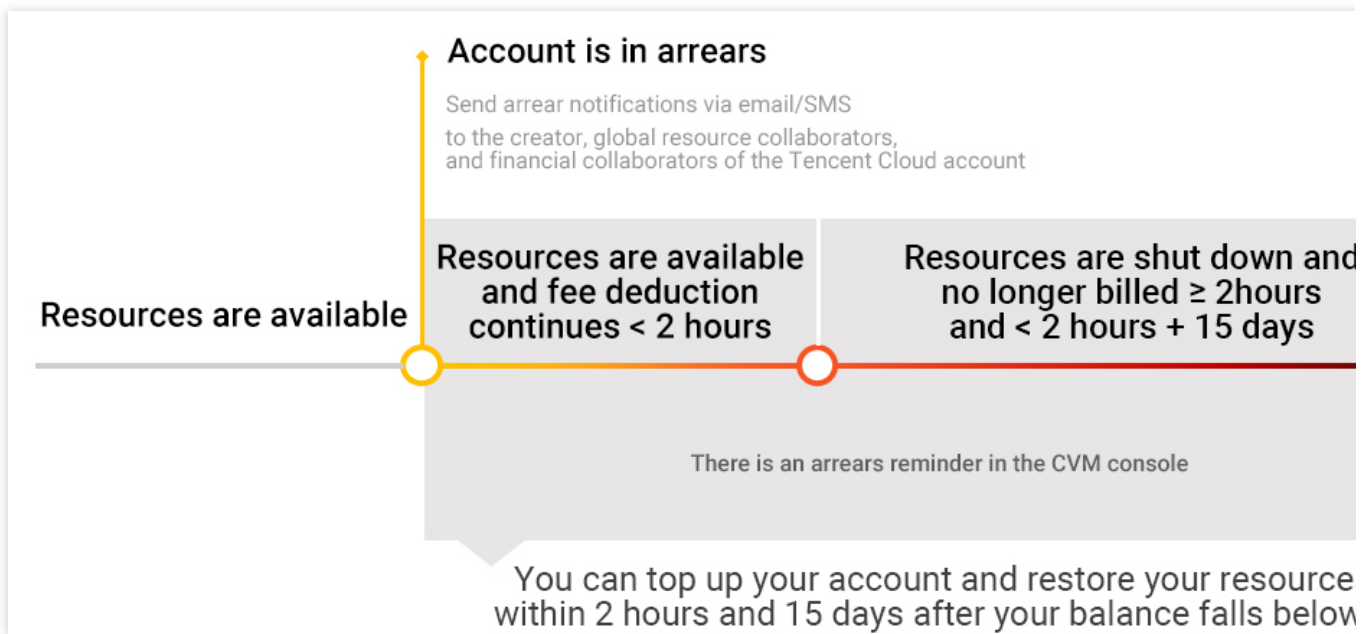 Account is in arrears
Send arrear notifications via email/SMS
to the creator, global resource collaborators,
and financial collaborators of the Tencent Cloud account
Resources are available
Resources are available
and fee deduction
continues < 2 hours
Resources are shut down and
no longer billed ≥ 2hours
and < 2 hours + 15 days
There is an arrears reminder in the CVM console
You can top up your account and restore your resource
within 2 hours and 15 days after your balance falls below